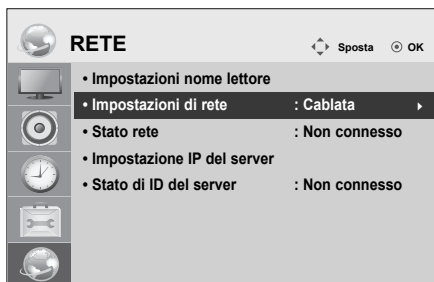 RETE
Sposta OK
• Impostazioni nome lettore
• Impostazioni di rete : Cablata
• Stato rete : Non connesso
• Impostazione IP del server
• Stato di ID del server : Non connesso